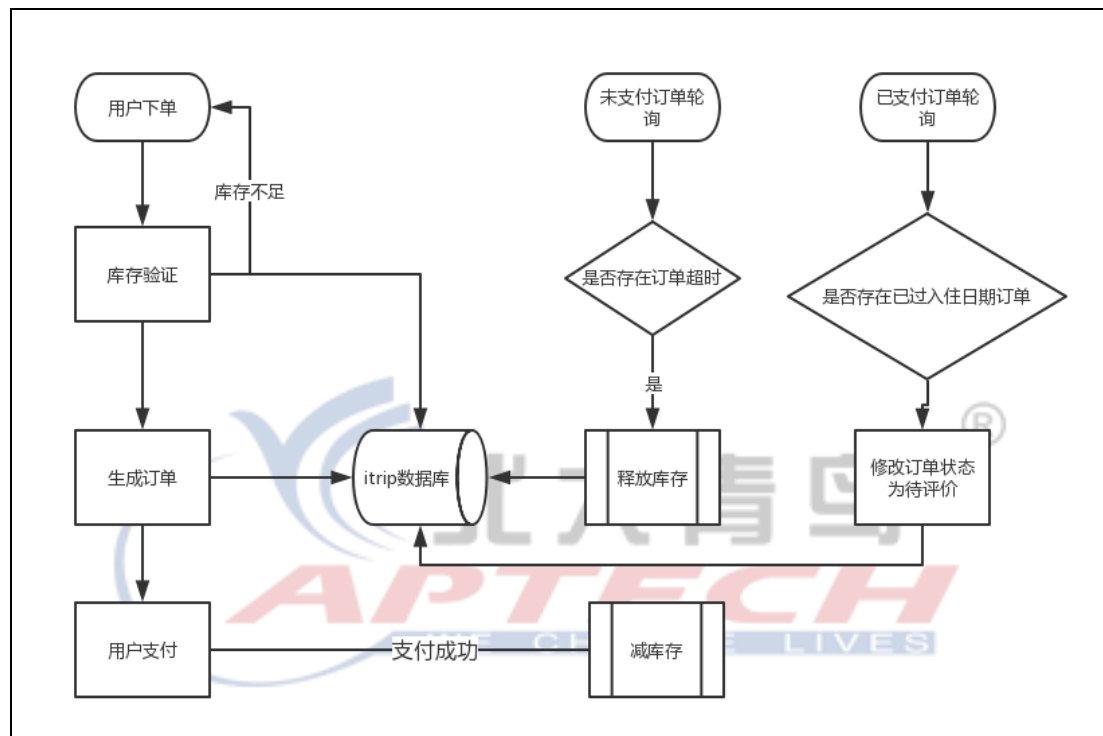 用户下单
未支付订单轮
询
已支付订单轮
询
库存不足
库存验证
是否存在订单超时
是否存在已过入住日期订单
是
®
生成订单
itrip数据库
释放库存
修改订单状态
为待评价
北大青鸟
APTECH
用户支付
支付成功
减库存
WE CH E LIVES